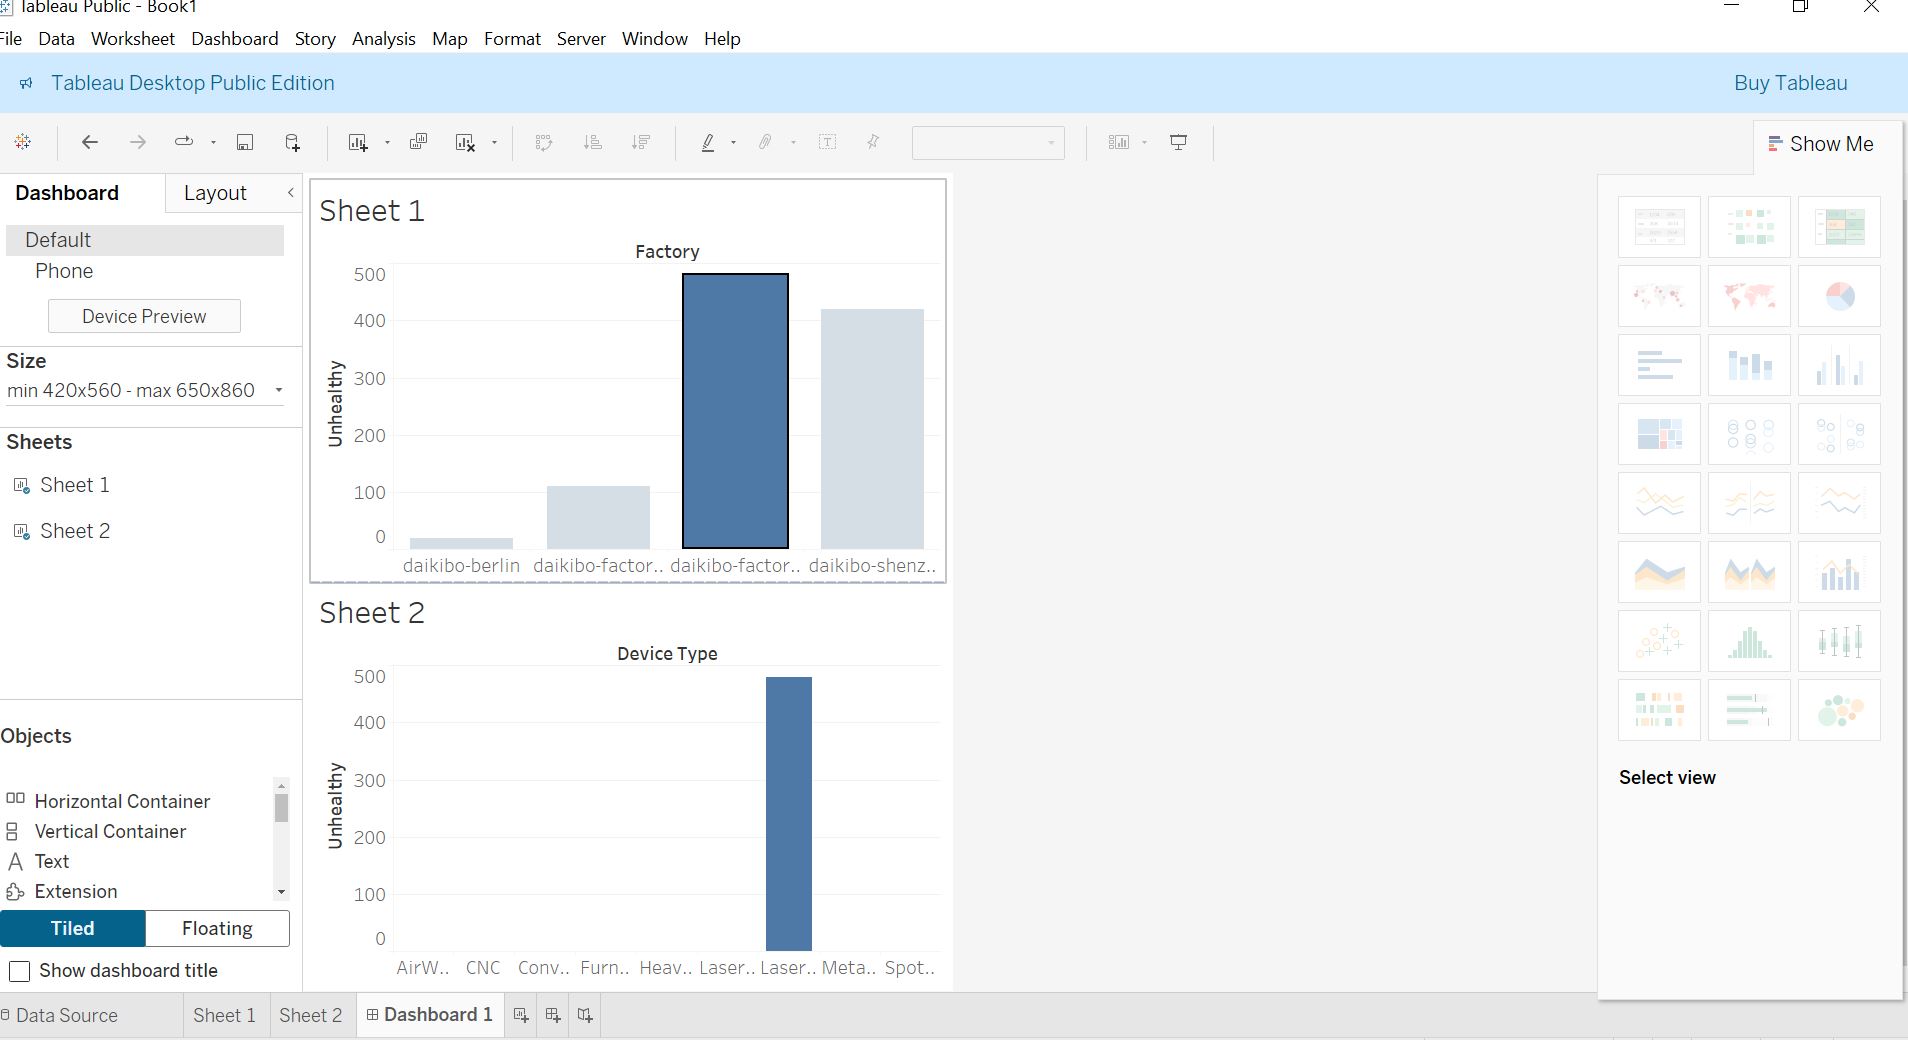 Tableau Public - Book1
File Data Worksheet Dashboard Story Analysis Map Format Server Window Help
Tableau Desktop Public Edition
Buy Tableau
Show Me
Dashboard Layout
Default
Phone
Device Preview
Size
min 420x560 - max 650x860
Sheets
Sheet 1
Sheet 2
Objects
Horizontal Container
Vertical Container
Text
Extension
Tiled Floating
Show dashboard title
Sheet 1
Factory
Unhealthy
500
400
300
200
100
0
daikibo-berlin daikibo-factor.. daikibo-factor.. daikibo-shenz..
Sheet 2
Device Type
Unhealthy
500
400
300
200
100
0
AirW.. CNC Conv.. Furn.. Heav.. Laser.. Laser.. Meta.. Spot..
Select view
Data Source Sheet 1 Sheet 2 Dashboard 1